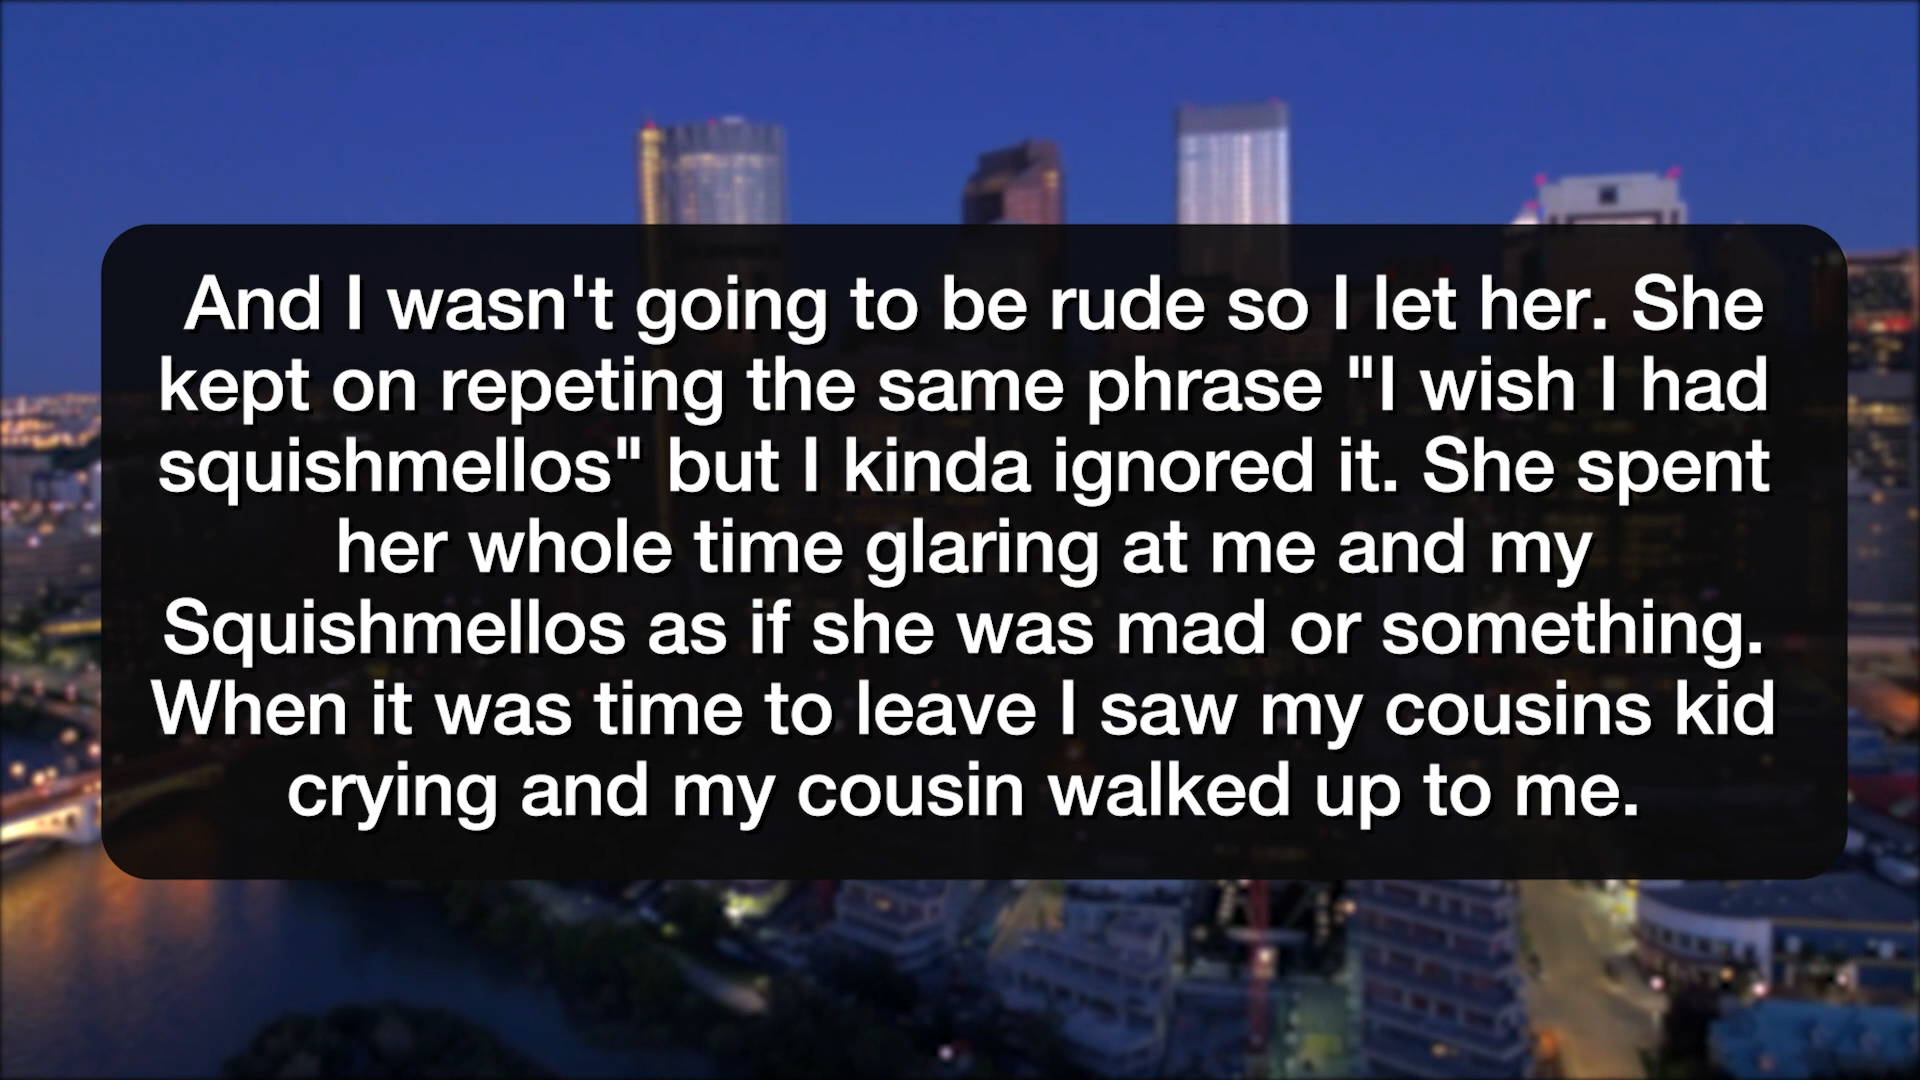 And I wasn't going to be rude so I let her. She
kept on repeting the same phrase "I wish I had
squishmellos" but I kinda ignored it. She spent
her whole time glaring at me and my
Squishmellos as if she was mad or something.
When it was time to leave I saw my cousins kid
crying and my cousin walked up to me.